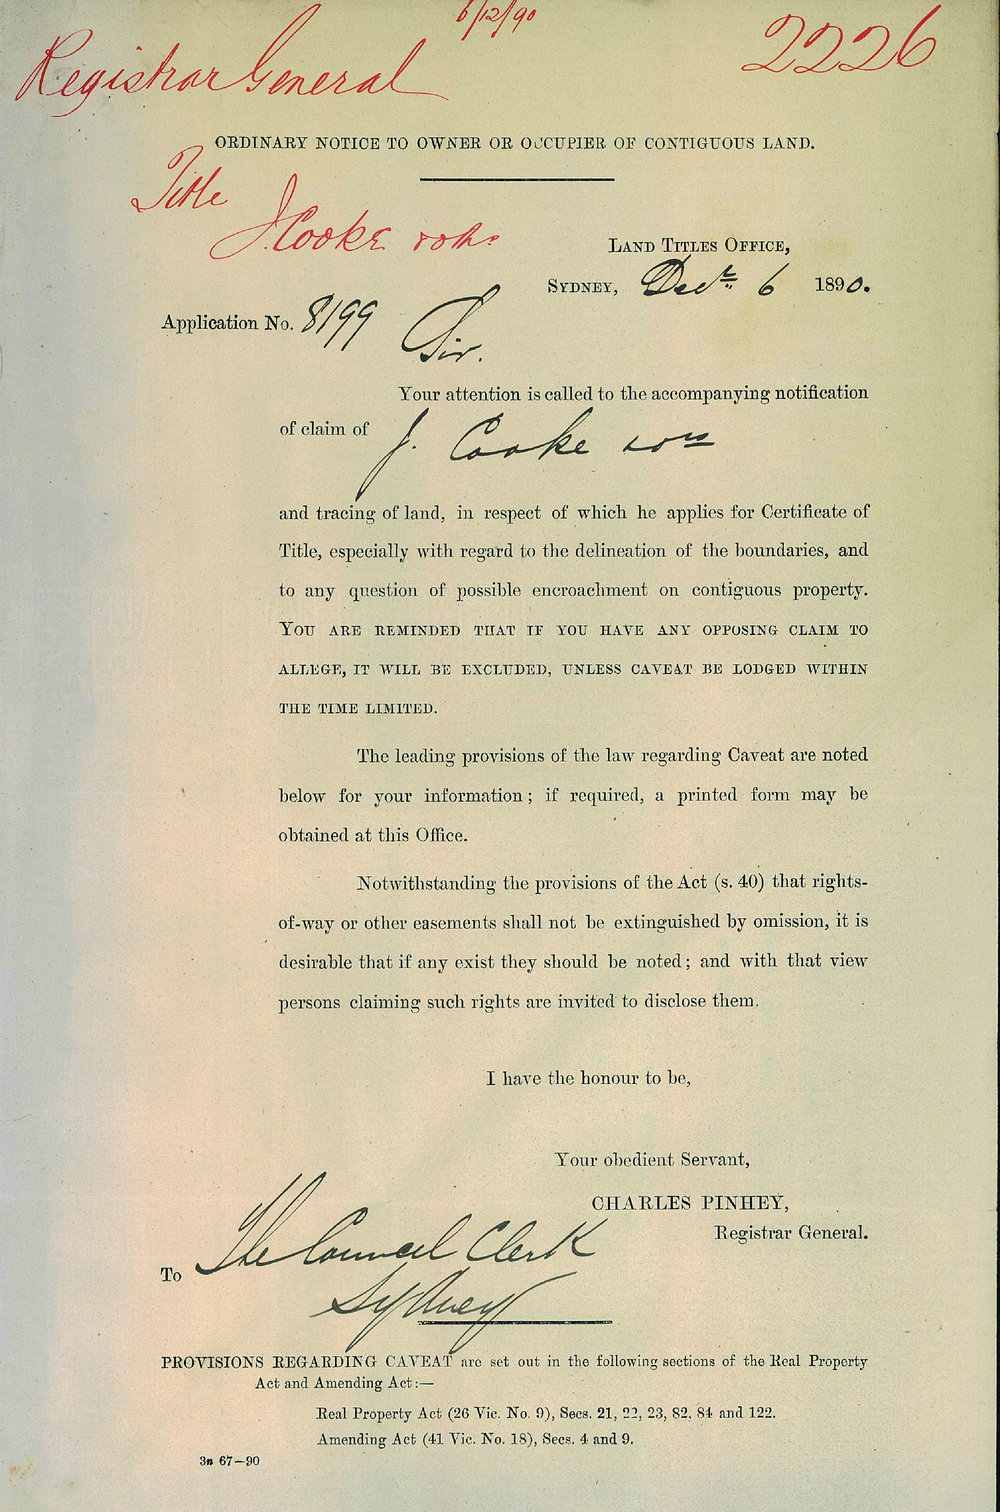 6/12/90
2226
Registrar General
ORDINARY NOTICE TO OWNER OR OCCUPIER OF CONTIGUOUS LAND.
Title
J. Cooke
LAND TITLES OFFICE,
SYDNEY, Decr. 6 1890.
Application No. 8199
Sir.
Your attention is called to the accompanying notification
of claim of J. Cooke
and tracing of land, in respect of which he applies for Certificate of
Title, especially with regard to the delineation of the boundaries, and
to any question of possible encroachment on contiguous property.
YOU ARE REMINDED THAT IF YOU HAVE ANY OPPOSING CLAIM TO
ALLEGE, IT WILL BE EXCLUDED, UNLESS CAVEAT BE LODGED WITHIN
THE TIME LIMITED.
The leading provisions of the law regarding Caveat are noted
below for your information; if required, a printed form may be
obtained at this Office.
Notwithstanding the provisions of the Act (s. 40) that rights-
of-way or other easements shall not be extinguished by omission, it is
desirable that if any exist they should be noted; and with that view
persons claiming such rights are invited to disclose them.
I have the honour to be,
Your obedient Servant,
CHARLES PINHEY,
Registrar General.
To The Council Clerk
Sydney
PROVISIONS REGARDING CAVEAT are set out in the following sections of the Real Property
Act and Amending Act:—
Real Property Act (26 Vic. No. 9), Secs. 21, 22, 23, 82, 84 and 122.
Amending Act (41 Vic. No. 18), Secs. 4 and 9.
3n 67—90